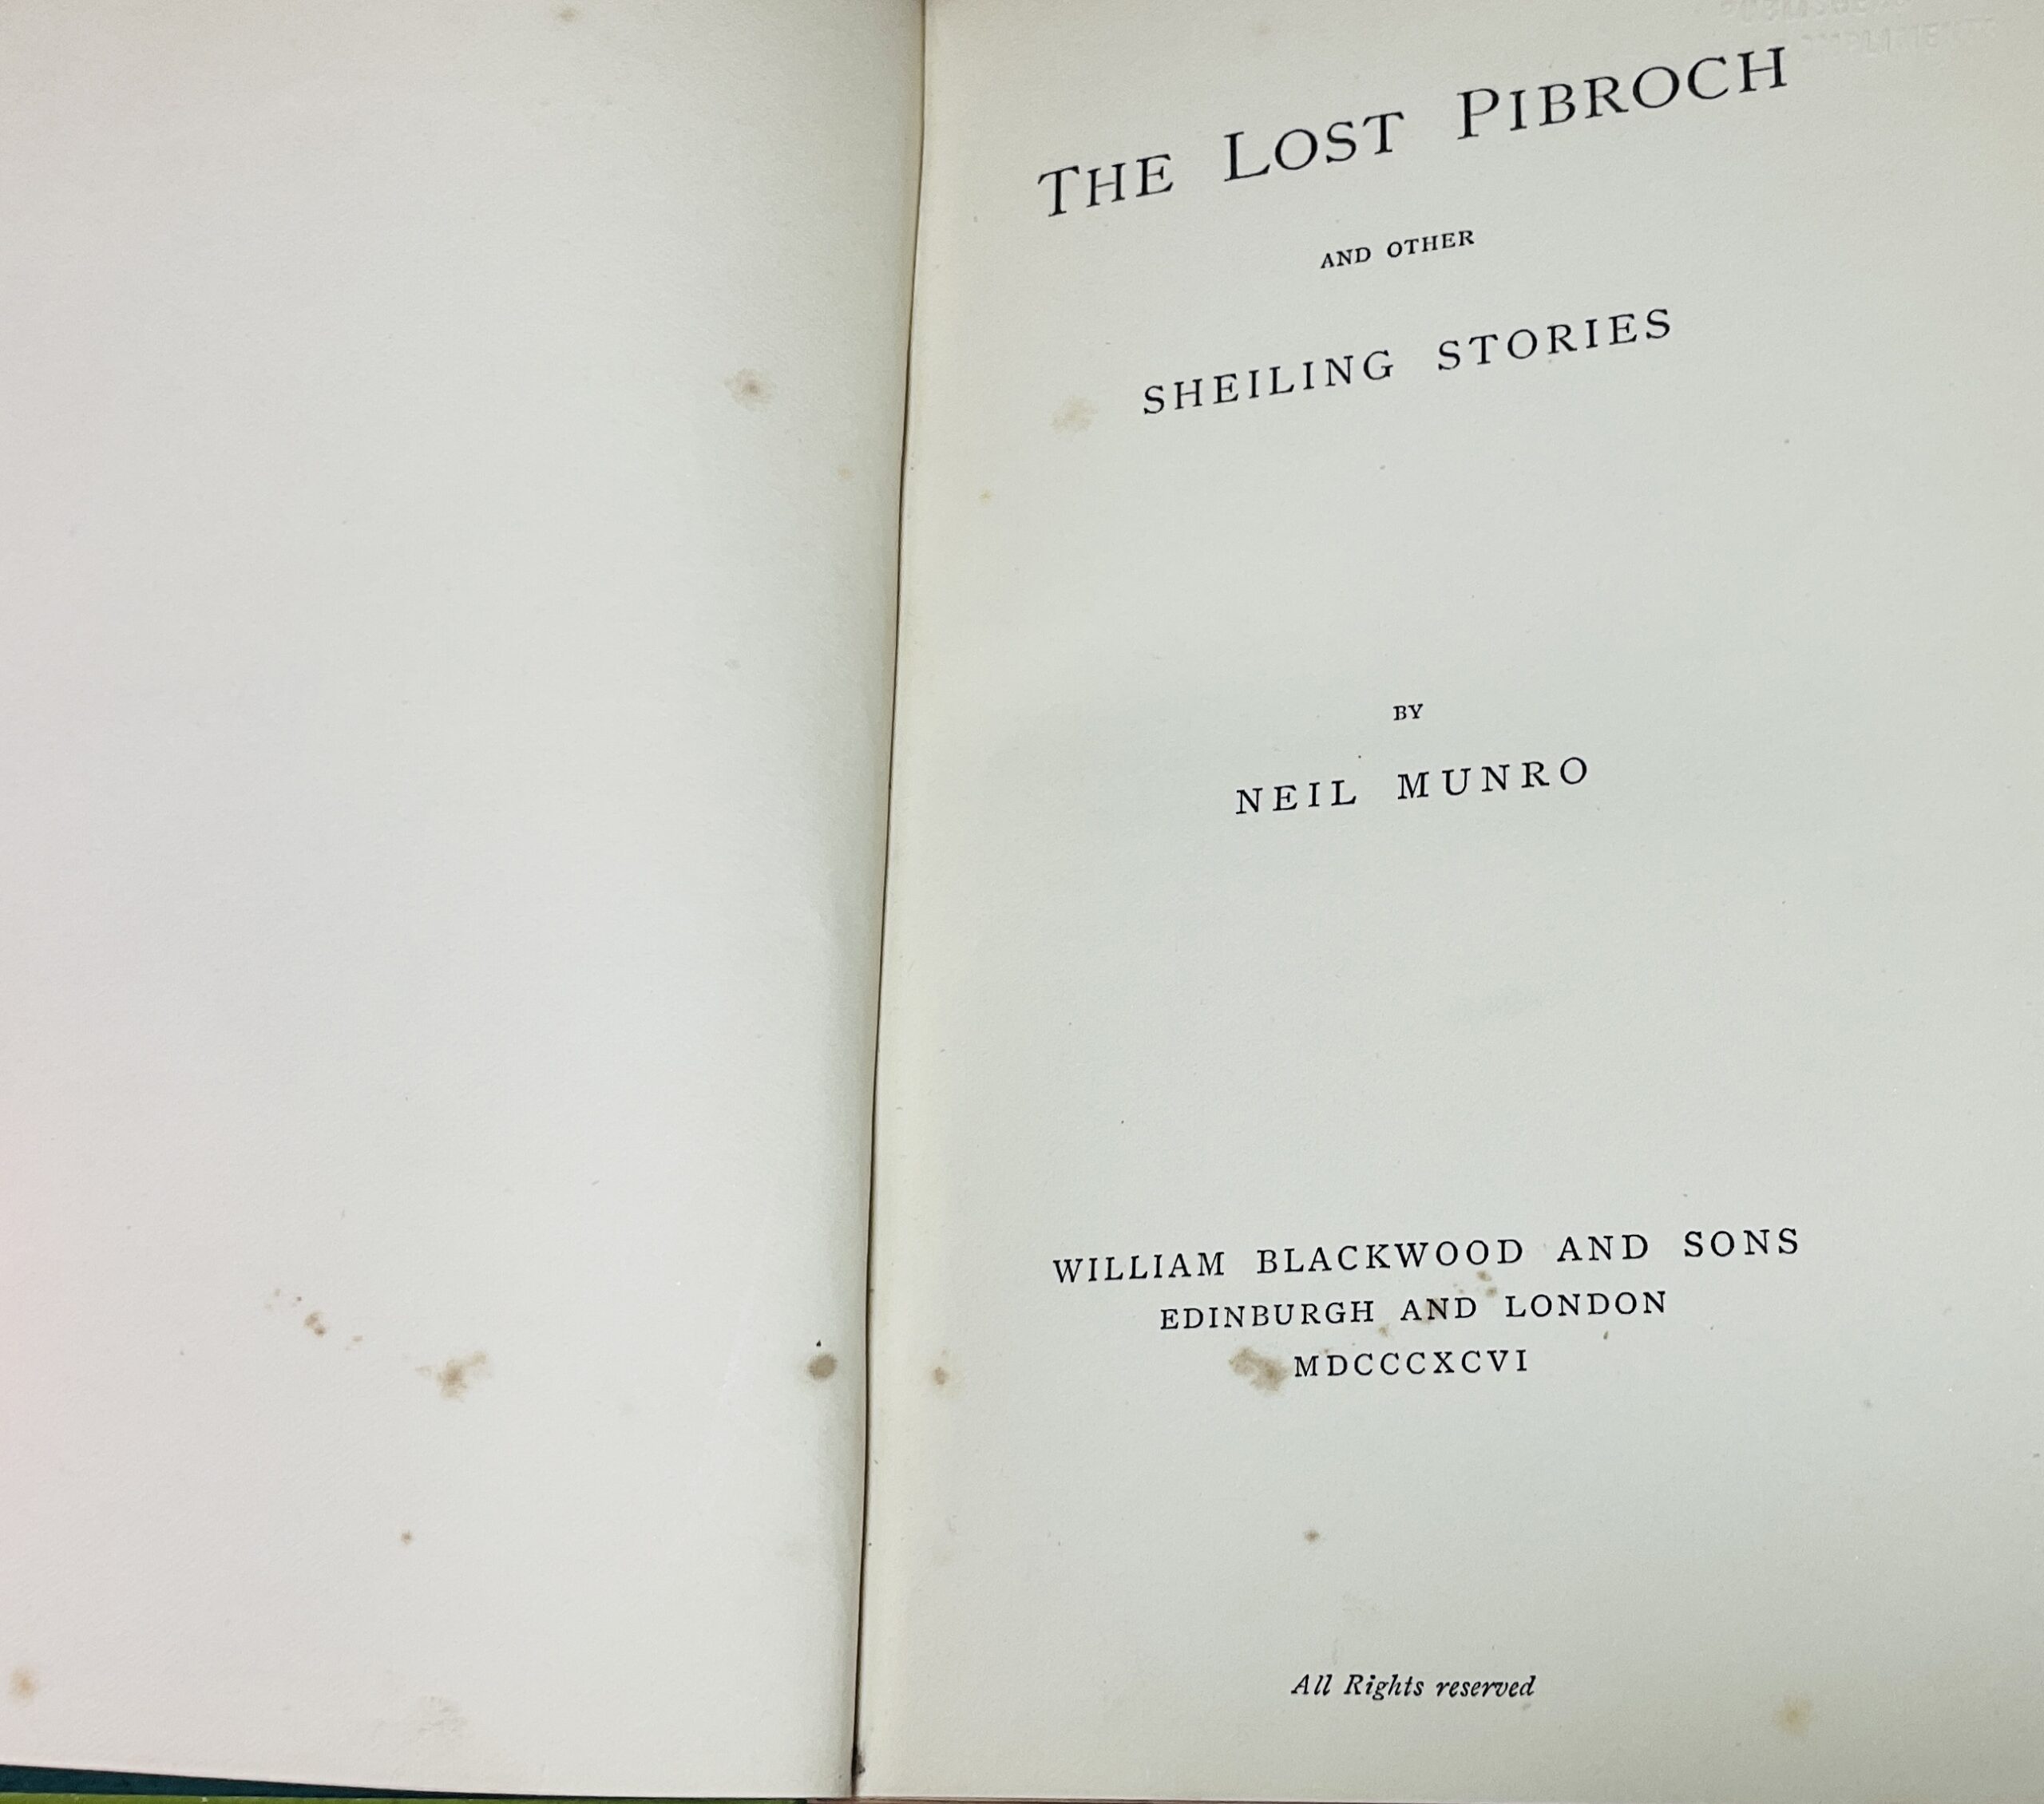 THE LOST PIBROCH
AND OTHER
SHEILING STORIES
BY
NEIL MUNRO
WILLIAM BLACKWOOD AND SONS
EDINBURGH AND LONDON
MDCCCXCVI
All Rights reserved